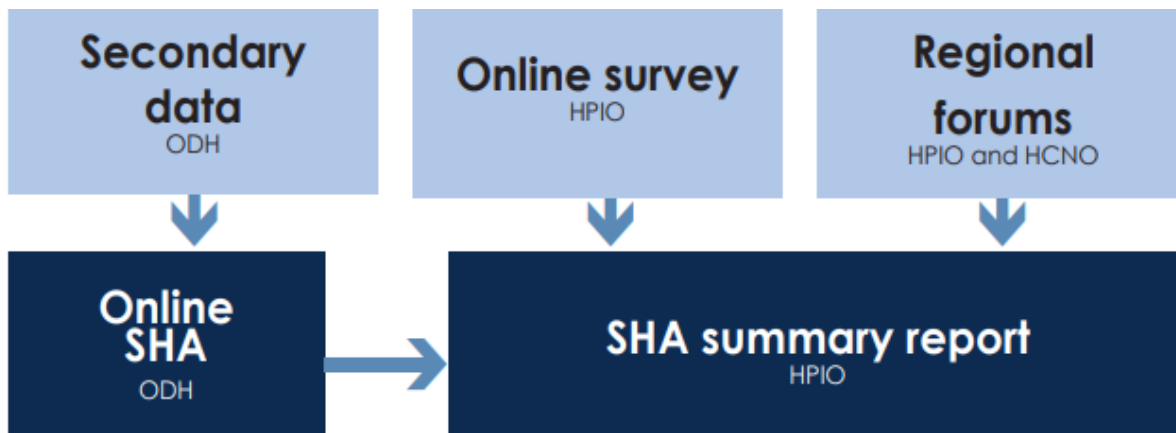 Secondary
data
ODH
Online survey
HPIO
Regional
forums
HPIO and HCNO
Online
SHA
ODH
SHA summary report
HPIO